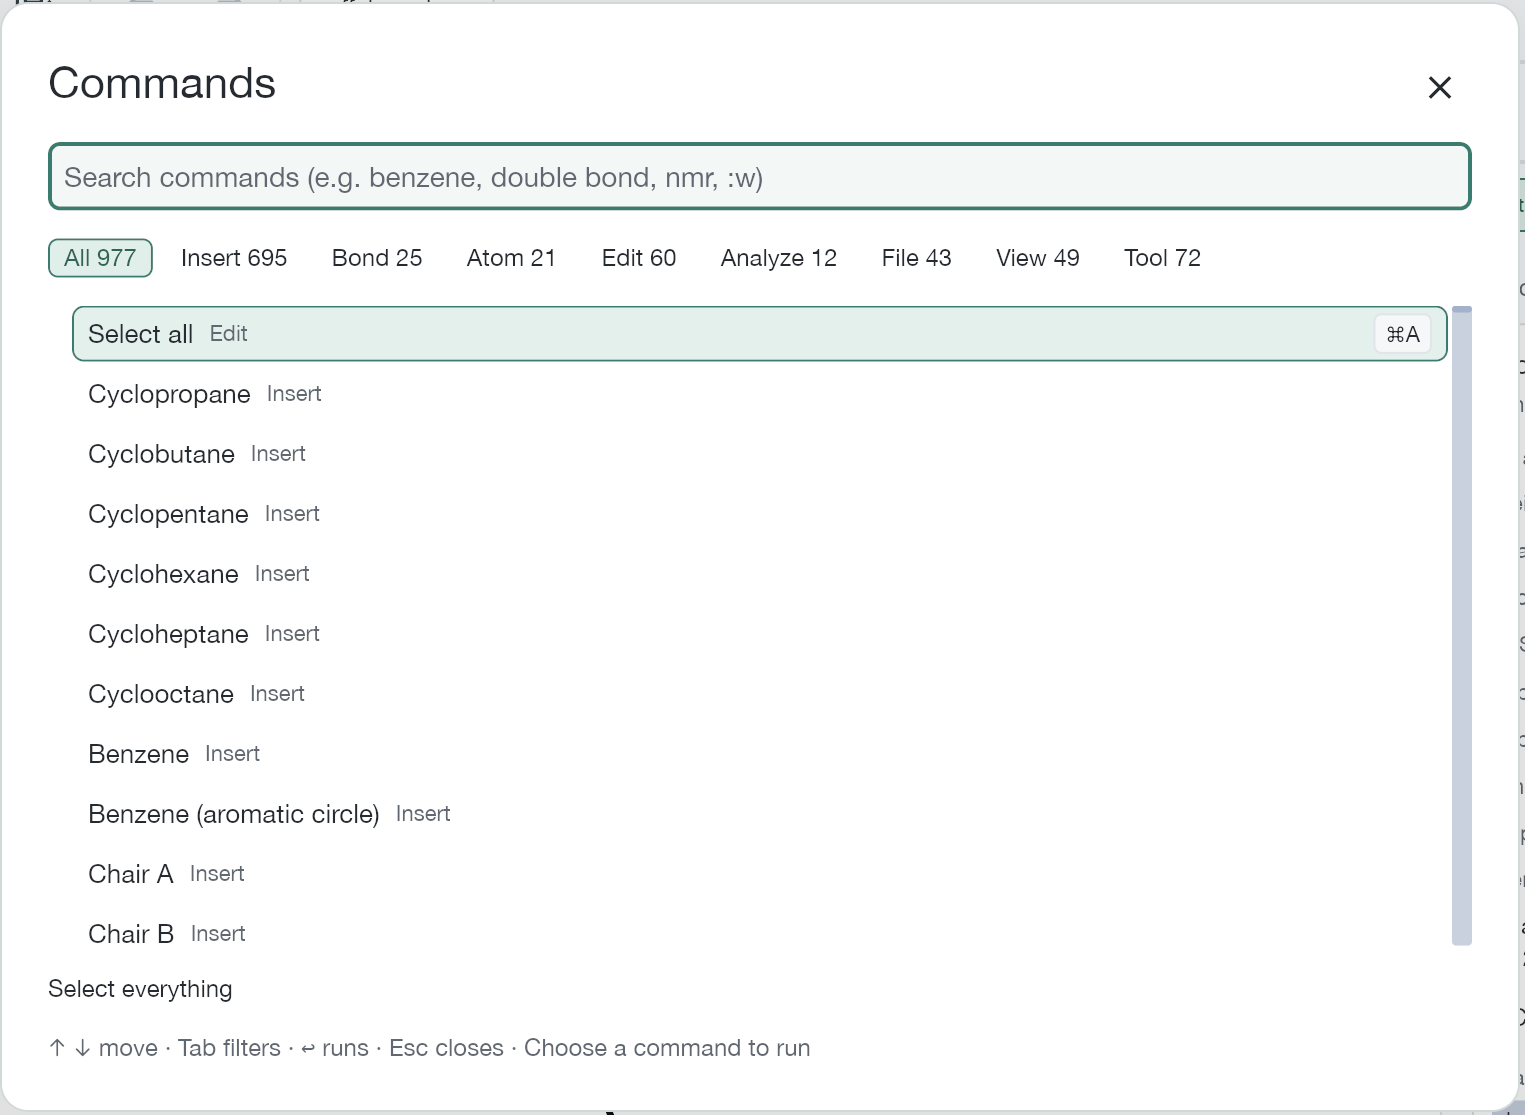 Commands
Search commands (e.g. benzene, double bond, nmr, :w)
All 977 Insert 695 Bond 25 Atom 21 Edit 60 Analyze 12 File 43 View 49 Tool 72
Select all Edit ⌘A
Cyclopropane Insert
Cyclobutane Insert
Cyclopentane Insert
Cyclohexane Insert
Cycloheptane Insert
Cyclooctane Insert
Benzene Insert
Benzene (aromatic circle) Insert
Chair A Insert
Chair B Insert
Select everything
↑ ↓ move · Tab filters · ↩ runs · Esc closes · Choose a command to run